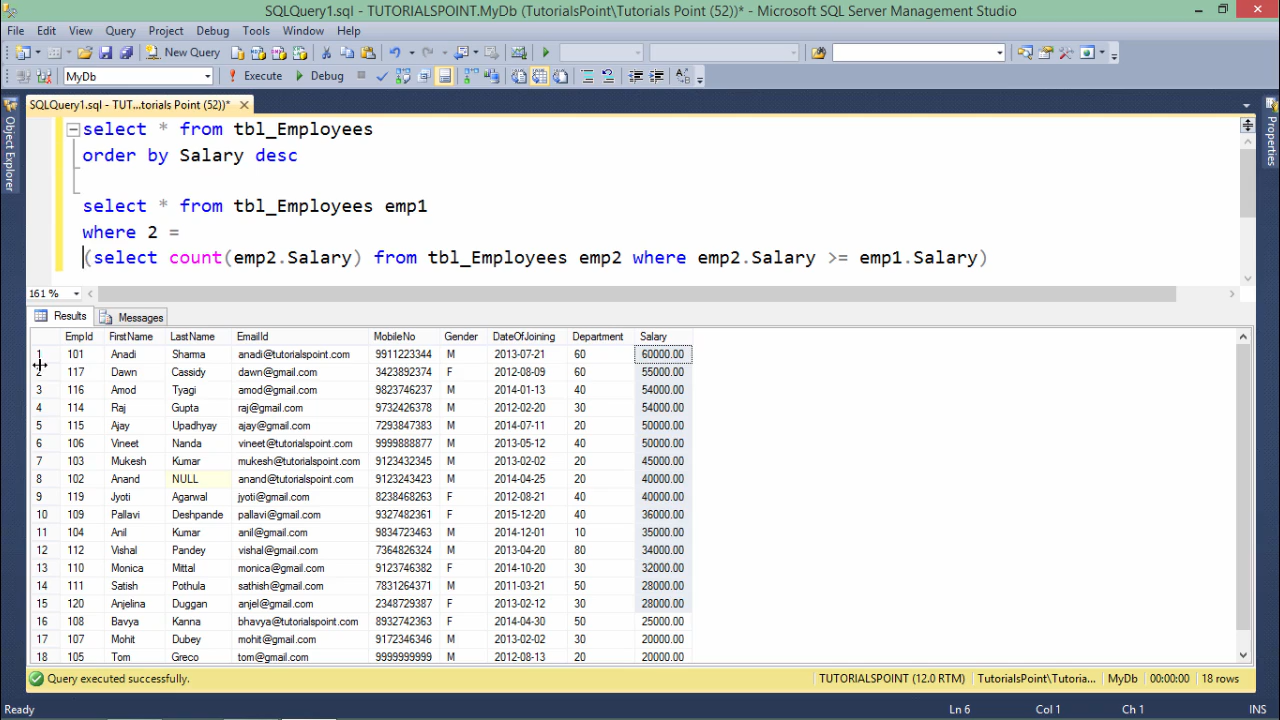 SQLQuery1.sql - TUTORIALSPOINT.MyDb (TutorialsPoint\Tutorials Point (52))* - Microsoft SQL Server Management Studio
File Edit View Query Project Debug Tools Window Help
New Query
MyDb Execute Debug
SQLQuery1.sql - TUT...torials Point (52))*
Object Explorer
Properties
select * from tbl_Employees
order by Salary desc
select * from tbl_Employees emp1
where 2 =
(select count(emp2.Salary) from tbl_Employees emp2 where emp2.Salary >= emp1.Salary)
161 %
Results Messages
EmpId FirstName LastName EmailId MobileNo Gender DateOfJoining Department Salary
1 101 Anadi Sharma anadi@tutorialspoint.com 9911223344 M 2013-07-21 60 60000.00
2 117 Dawn Cassidy dawn@gmail.com 3423892374 F 2012-08-09 60 55000.00
3 116 Amod Tyagi amod@gmail.com 9823746237 M 2014-01-13 40 54000.00
4 114 Raj Gupta raj@gmail.com 9732426378 M 2012-02-20 30 54000.00
5 115 Ajay Upadhyay ajay@gmail.com 7293847383 M 2014-07-11 20 50000.00
6 106 Vineet Nanda vineet@tutorialspoint.com 9999888877 M 2013-05-12 40 50000.00
7 103 Mukesh Kumar mukesh@tutorialspoint.com 9123432345 M 2013-02-02 20 45000.00
8 102 Anand NULL anand@tutorialspoint.com 9123243423 M 2014-04-25 20 40000.00
9 119 Jyoti Agarwal jyoti@gmail.com 8238468263 F 2012-08-21 40 40000.00
10 109 Pallavi Deshpande pallavi@gmail.com 9327482361 F 2015-12-20 40 36000.00
11 104 Anil Kumar anil@gmail.com 9834723463 M 2014-12-01 10 35000.00
12 112 Vishal Pandey vishal@gmail.com 7364826324 M 2013-04-20 80 34000.00
13 110 Monica Mittal monica@gmail.com 9123746382 F 2014-10-20 30 32000.00
14 111 Satish Pothula sathish@gmail.com 7831264371 M 2011-03-21 50 28000.00
15 120 Anjelina Duggan anjel@gmail.com 2348729387 F 2013-02-12 30 28000.00
16 108 Bavya Kanna bhavya@tutorialspoint.com 8932742363 F 2014-04-30 50 25000.00
17 107 Mohit Dubey mohit@gmail.com 9172346346 M 2013-02-02 30 20000.00
18 105 Tom Greco tom@gmail.com 9999999999 M 2012-08-13 20 20000.00
Query executed successfully. TUTORIALSPOINT (12.0 RTM) TutorialsPoint\Tutoria... MyDb 00:00:00 18 rows
Ready Ln 6 Col 1 Ch 1 INS